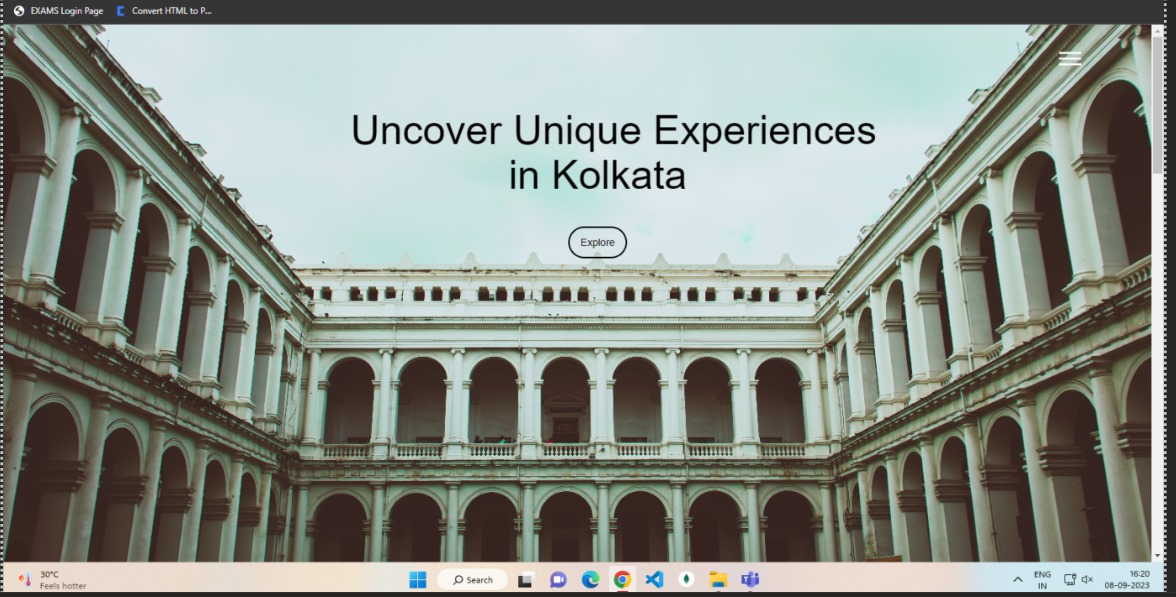 EXAMS Login Page Convert HTML to P...
Uncover Unique Experiences
in Kolkata
Explore
30°C
Feels hotter
Search
ENG
IN
16:20
08-09-2023